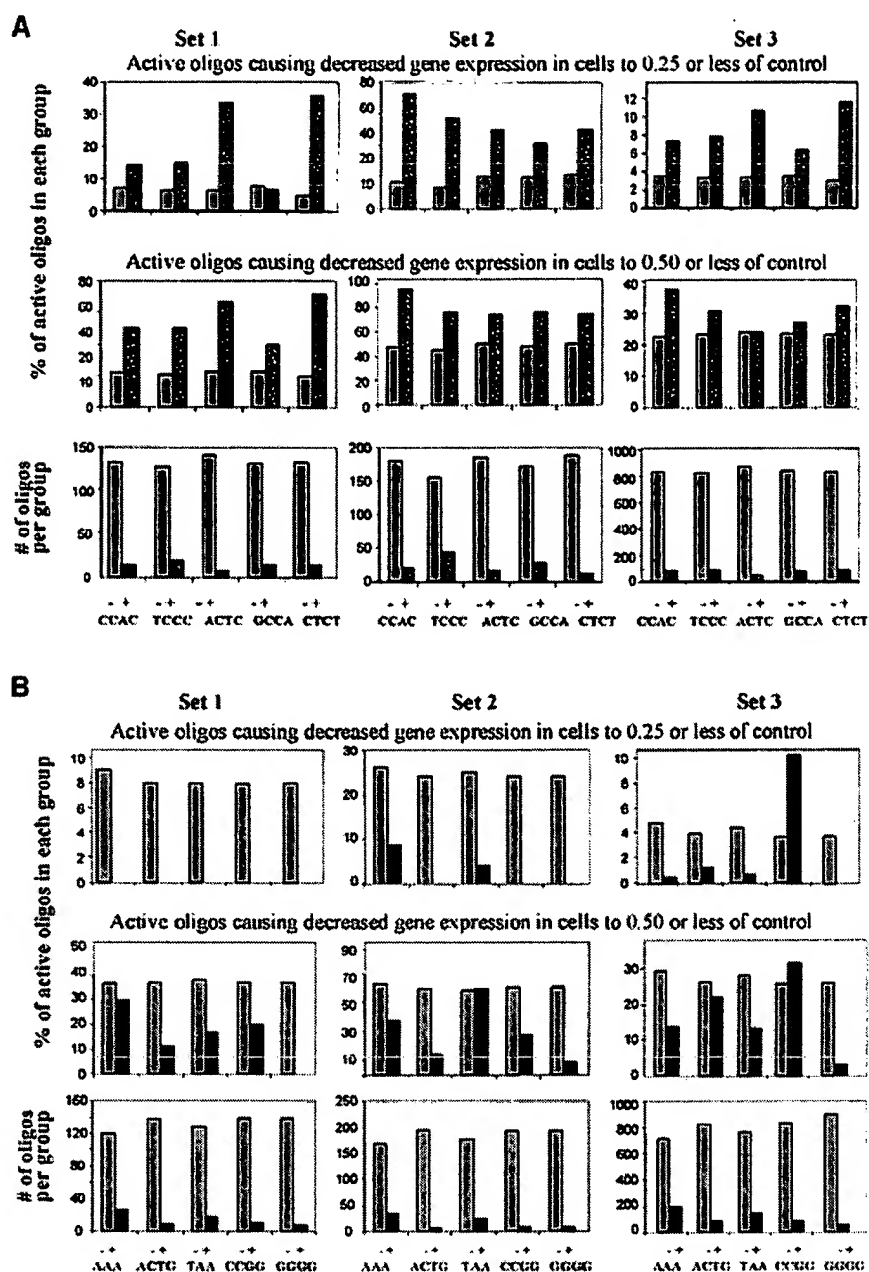 A
Set 1 Set 2 Set 3
Active oligos causing decreased gene expression in cells to 0.25 or less of control
40 80 12
30 60 10
20 40 8
10 20 6
0 10 4
0 2
0
% of active oligos in each group
Active oligos causing decreased gene expression in cells to 0.50 or less of control
80 100 40
60 80 30
40 60 20
20 40 10
10 20 0
0 0
# of oligos per group
150 200 1000
100 150 800
50 100 600
0 50 400
0 200
0
- + - + - + - + - + - + - + - + - + - + - + - + - + - + - +
CCAC TCCC ACTC GCCA CTCT CCAC TCCC ACTC GCCA CTCT CCAC TCCC ACTC GCCA CTCT
B
Set 1 Set 2 Set 3
Active oligos causing decreased gene expression in cells to 0.25 or less of control
10 30 10
8 20 8
6 10 6
4 0 4
2 2
0 0
% of active oligos in each group
Active oligos causing decreased gene expression in cells to 0.50 or less of control
50 90 30
40 70 20
30 50 10
20 30 0
10 10
0
# of oligos per group
160 250 1000
120 200 800
80 150 600
40 100 400
0 50 200
0 0
- + - + - + - + - + - + - + - + - + - + - + - + - + - + - +
AAA ACTG TAA CCGG GGGG AAA ACTG TAA CCGG GGGG AAA ACTG TAA CCGG GGGG